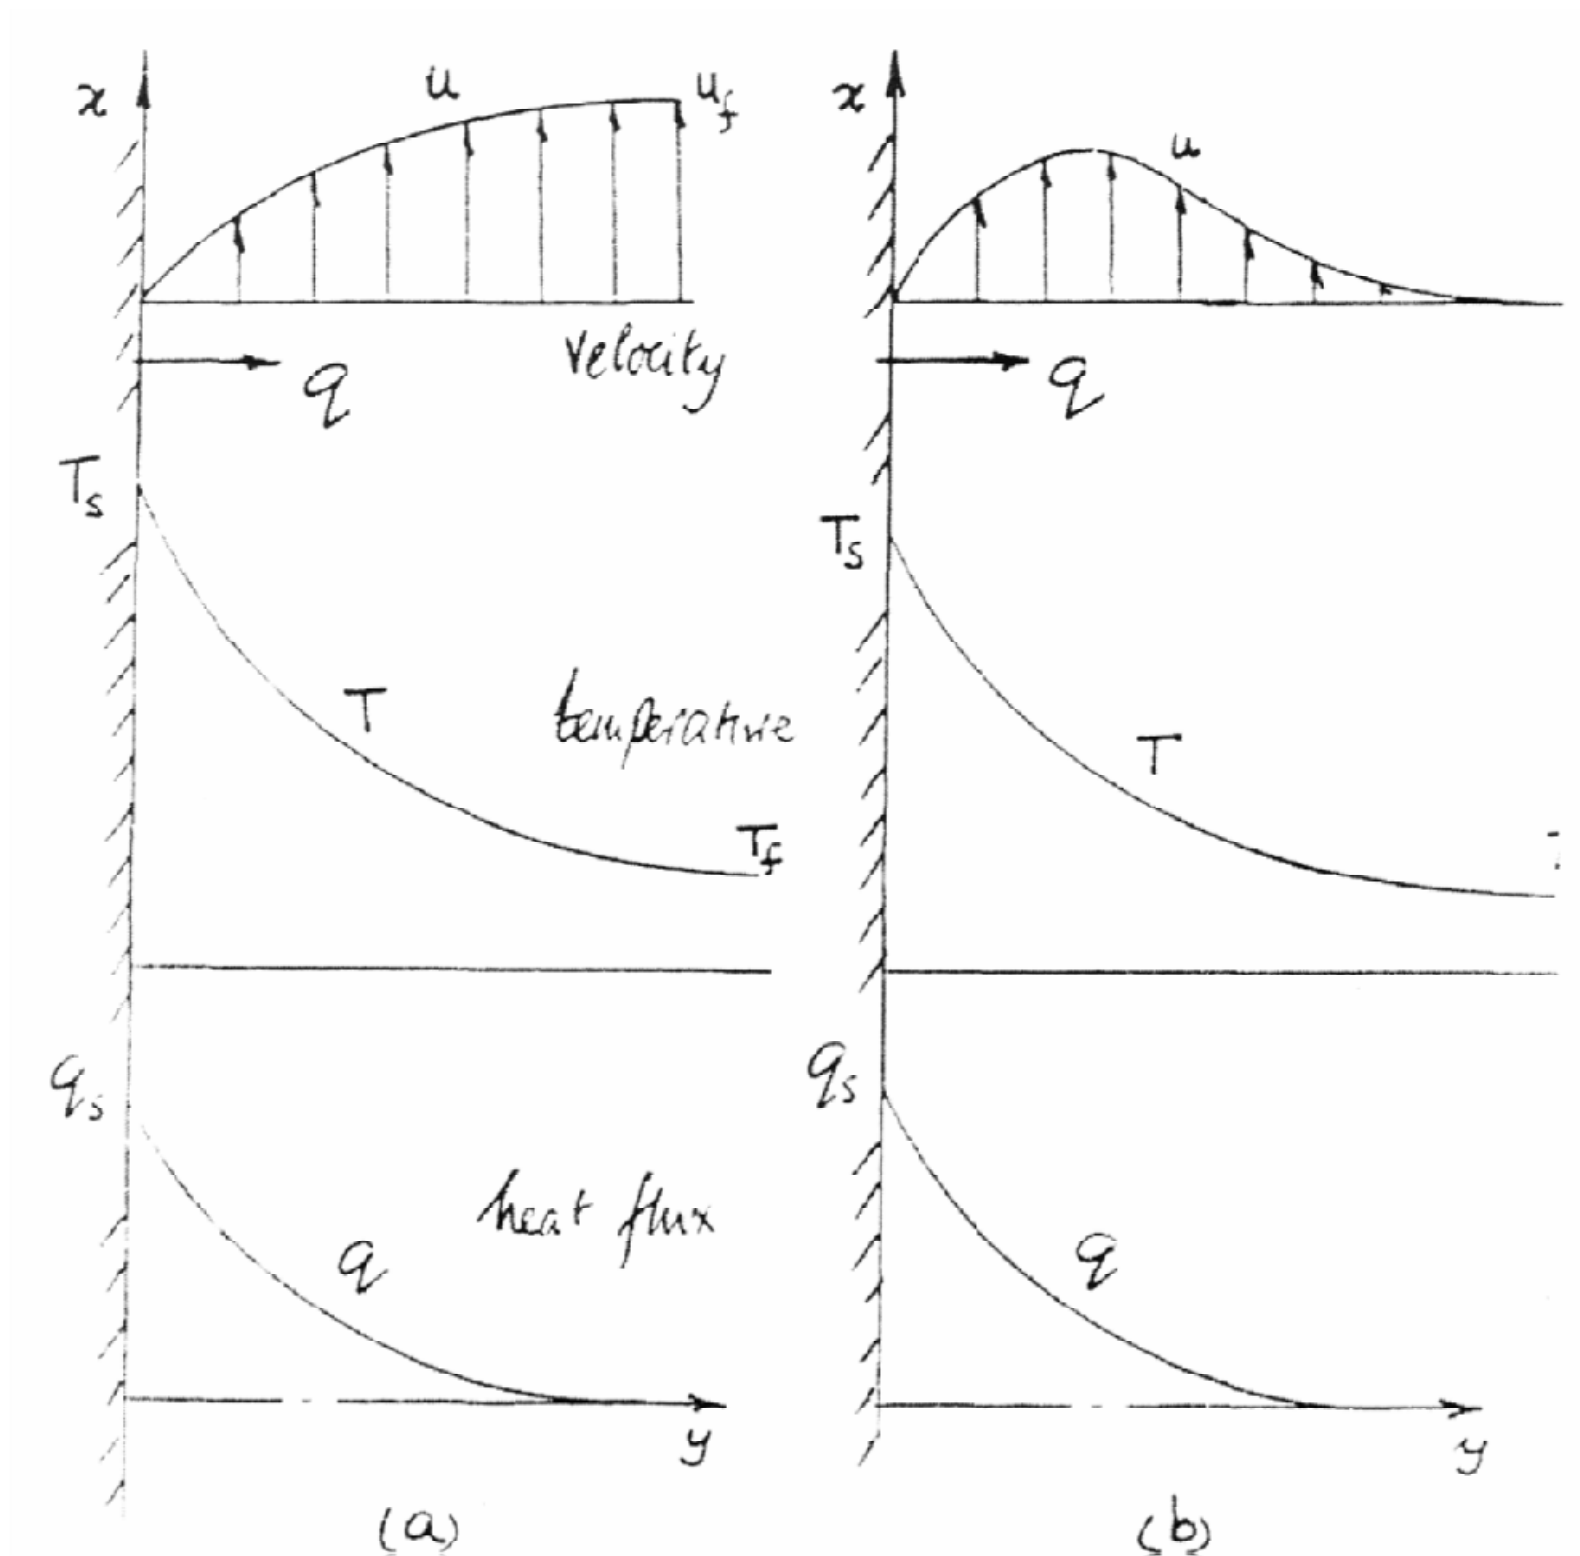 x u u_f
velocity
q
T_s
T
temperature
T_f
q_s
heat flux
q
y
(a)
x u
q
T_s
T
q_s
q
y
(b)